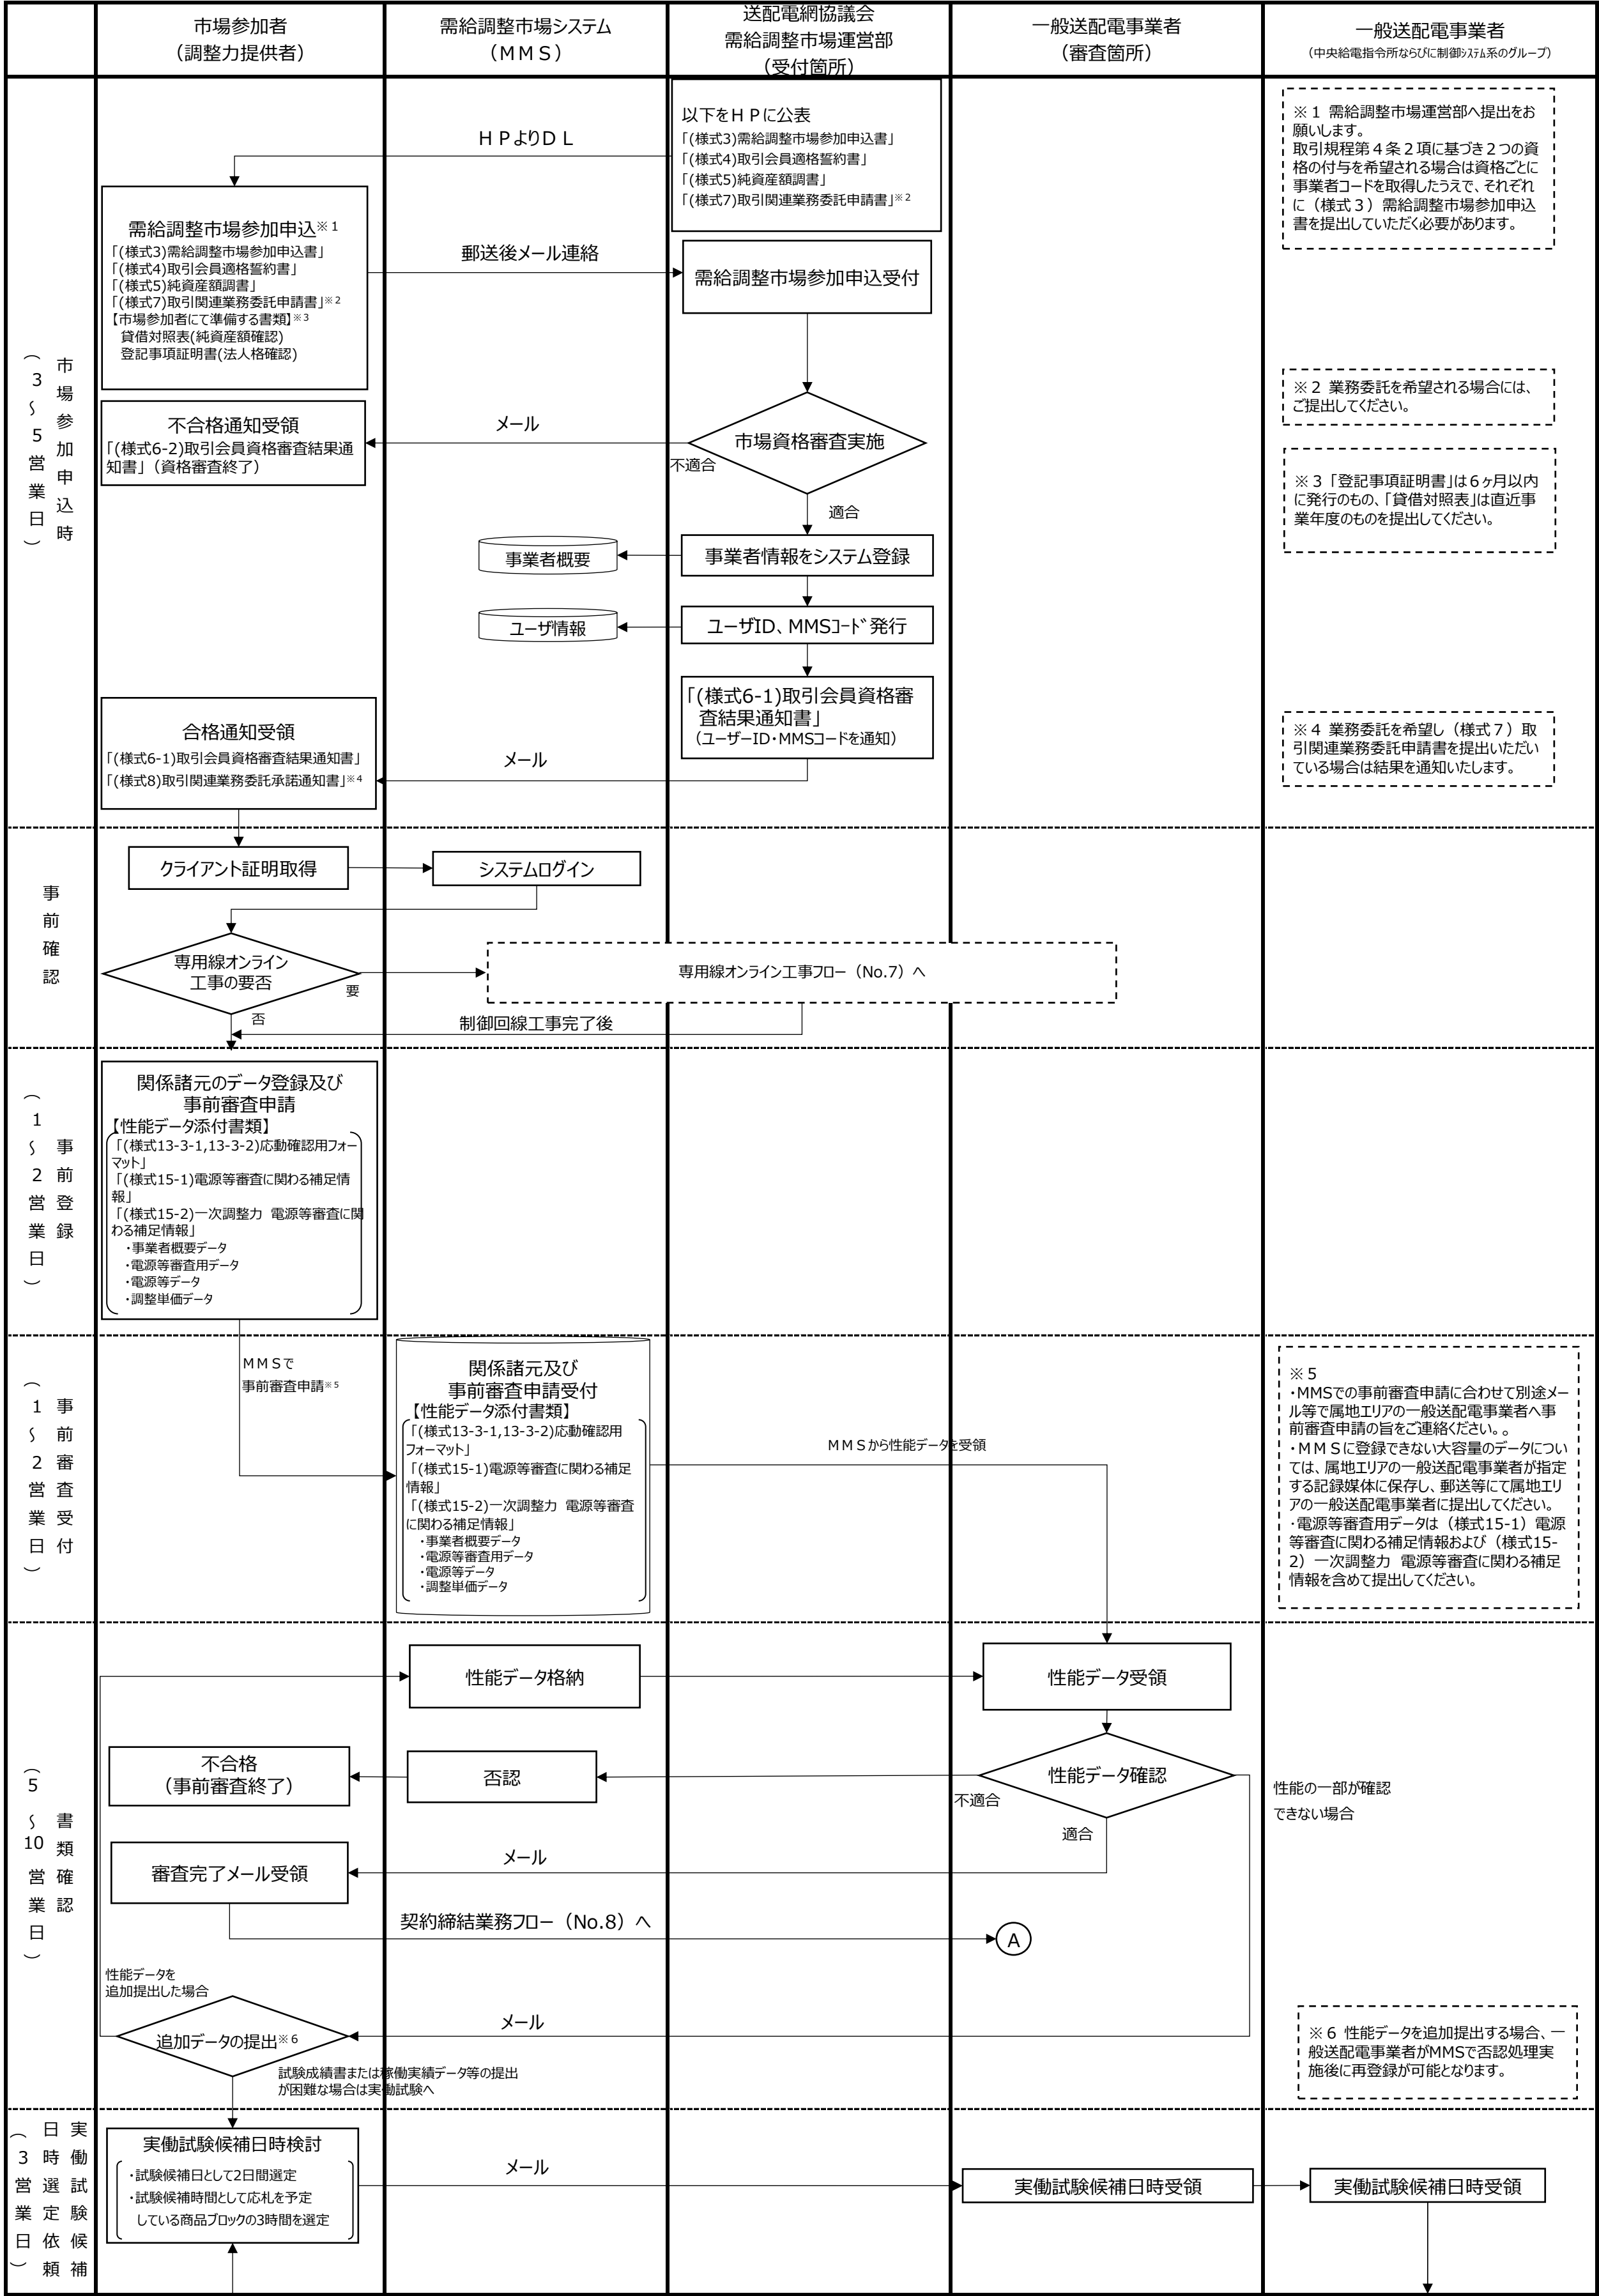 市場参加者
（調整力提供者）
需給調整市場システム
（ＭＭＳ）
送配電網協議会
需給調整市場運営部
（受付箇所）
一般送配電事業者
（審査箇所）
一般送配電事業者
（中央給電指令所ならびに制御ｼｽﾃﾑ系のグループ）
市場参加申込時
（３～５営業日）
ＨＰよりＤＬ
以下をＨＰに公表
「(様式3)需給調整市場参加申込書」
「(様式4)取引会員適格誓約書」
「(様式5)純資産額調書」
「(様式7)取引関連業務委託申請書」※２
※１ 需給調整市場運営部へ提出をお
願いします。
取引規程第４条２項に基づき２つの資
格の付与を希望される場合は資格ごとに
事業者コードを取得したうえで、それぞれ
に（様式３）需給調整市場参加申込
書を提出していただく必要があります。
需給調整市場参加申込※１
「(様式3)需給調整市場参加申込書」
「(様式4)取引会員適格誓約書」
「(様式5)純資産額調書」
「(様式7)取引関連業務委託申請書」※２
【市場参加者にて準備する書類】※３
貸借対照表(純資産額確認)
登記事項証明書(法人格確認)
郵送後メール連絡
需給調整市場参加申込受付
※２ 業務委託を希望される場合には、
ご提出してください。
不合格通知受領
「(様式6-2)取引会員資格審査結果通
知書」（資格審査終了）
メール
市場資格審査実施
不適合
適合
※３「登記事項証明書」は６ヶ月以内
に発行のもの、「貸借対照表」は直近事
業年度のものを提出してください。
事業者概要
事業者情報をシステム登録
ユーザ情報
ユーザID、MMSｺｰﾄﾞ発行
「(様式6-1)取引会員資格審
査結果通知書」
（ユーザーID・MMSコードを通知）
合格通知受領
「(様式6-1)取引会員資格審査結果通知書」
「(様式8)取引関連業務委託承諾通知書」※４
メール
※４ 業務委託を希望し（様式７）取
引関連業務委託申請書を提出いただい
ている場合は結果を通知いたします。
事前確認
クライアント証明取得
システムログイン
専用線オンライン
工事の要否
要
否
専用線オンライン工事フロー（No.7）へ
制御回線工事完了後
事前登録
（１～２営業日）
関係諸元のデータ登録及び
事前審査申請
【性能データ添付書類】
「(様式13-3-1,13-3-2)応動確認用フォー
マット」
「(様式15-1)電源等審査に関わる補足情
報」
「(様式15-2)一次調整力 電源等審査に関
わる補足情報」
・事業者概要データ
・電源等審査用データ
・電源等データ
・調整単価データ
事前審査受付
（１～２営業日）
ＭＭＳで
事前審査申請※５
関係諸元及び
事前審査申請受付
【性能データ添付書類】
「(様式13-3-1,13-3-2)応動確認用
フォーマット」
「(様式15-1)電源等審査に関わる補足
情報」
「(様式15-2)一次調整力 電源等審査
に関わる補足情報」
・事業者概要データ
・電源等審査用データ
・電源等データ
・調整単価データ
ＭＭＳから性能データを受領
※５
・MMSでの事前審査申請に合わせて別途メー
ル等で属地エリアの一般送配電事業者へ事
前審査申請の旨をご連絡ください。。
・ＭＭＳに登録できない大容量のデータについ
ては、属地エリアの一般送配電事業者が指定
する記録媒体に保存し、郵送等にて属地エリ
アの一般送配電事業者に提出してください。
・電源等審査用データは（様式15-1）電源
等審査に関わる補足情報および（様式15-
2）一次調整力 電源等審査に関わる補足
情報を含めて提出してください。
書類確認
（５～10営業日）
性能データ格納
性能データ受領
不合格
（事前審査終了）
否認
性能データ確認
不適合
適合
性能の一部が確認
できない場合
審査完了メール受領
メール
契約締結業務フロー（No.8）へ
A
性能データを
追加提出した場合
追加データの提出※６
メール
試験成績書または稼働実績データ等の提出
が困難な場合は実働試験へ
※６ 性能データを追加提出する場合、一
般送配電事業者がMMSで否認処理実
施後に再登録が可能となります。
実働試験候補
日時選定依頼
（３営業日）
実働試験候補日時検討
・試験候補日として2日間選定
・試験候補時間として応札を予定
している商品ブロックの3時間を選定
メール
実働試験候補日時受領
実働試験候補日時受領